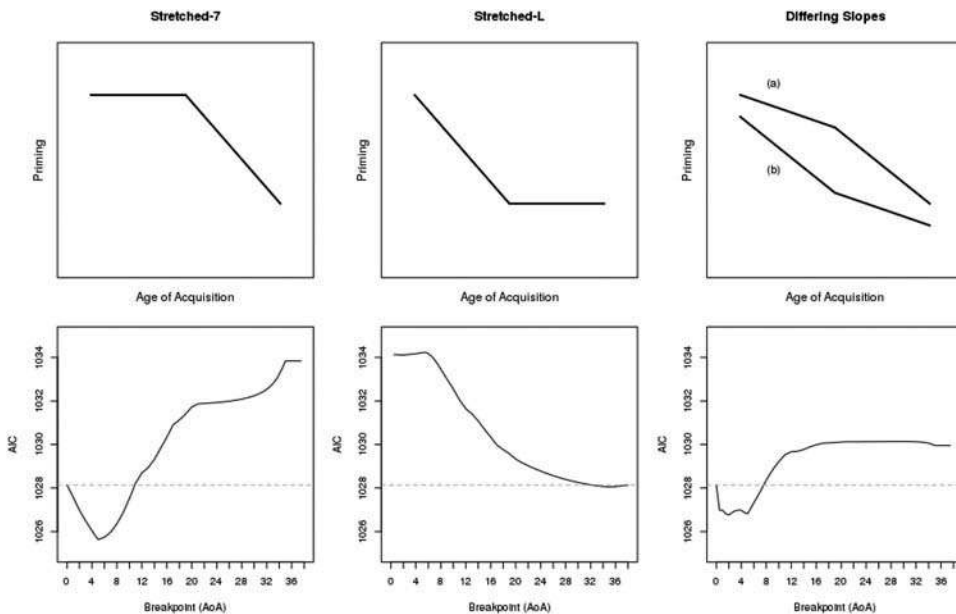 Stretched-7
Stretched-L
Differing Slopes
Priming
Priming
Priming
(a)
(b)
Age of Acquisition
Age of Acquisition
Age of Acquisition
AIC
1034
1032
1030
1028
1026
0 4 8 12 16 20 24 28 32 36
Breakpoint (AoA)
AIC
1034
1032
1030
1028
1026
0 4 8 12 16 20 24 28 32 36
Breakpoint (AoA)
AIC
1034
1032
1030
1028
1026
0 4 8 12 16 20 24 28 32 36
Breakpoint (AoA)